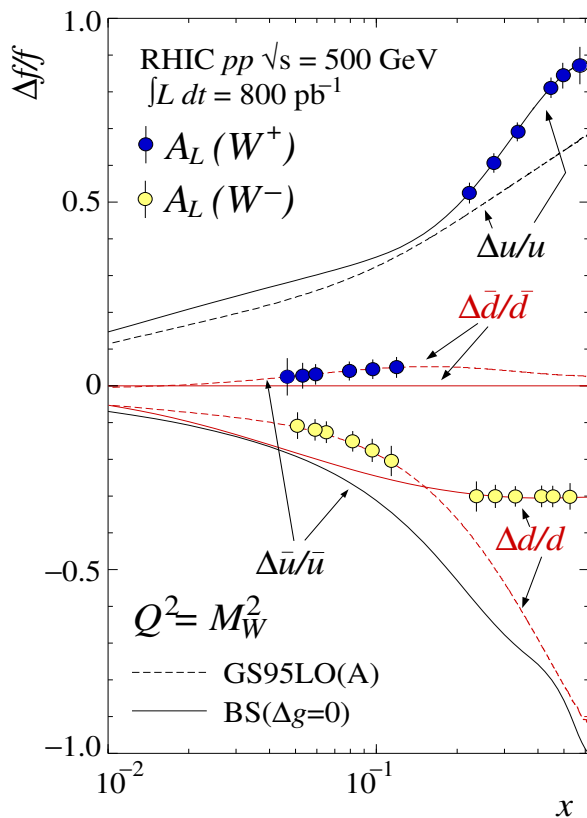 Δf/f
1.0
0.5
0
−0.5
−1.0
RHIC pp √s = 500 GeV
∫L dt = 800 pb⁻¹
A_L (W⁺)
A_L (W⁻)
Δu/u
Δd̄/d̄
Δd/d
Δū/ū
Q² = M²_W
GS95LO(A)
BS(Δg=0)
10⁻²
10⁻¹
x